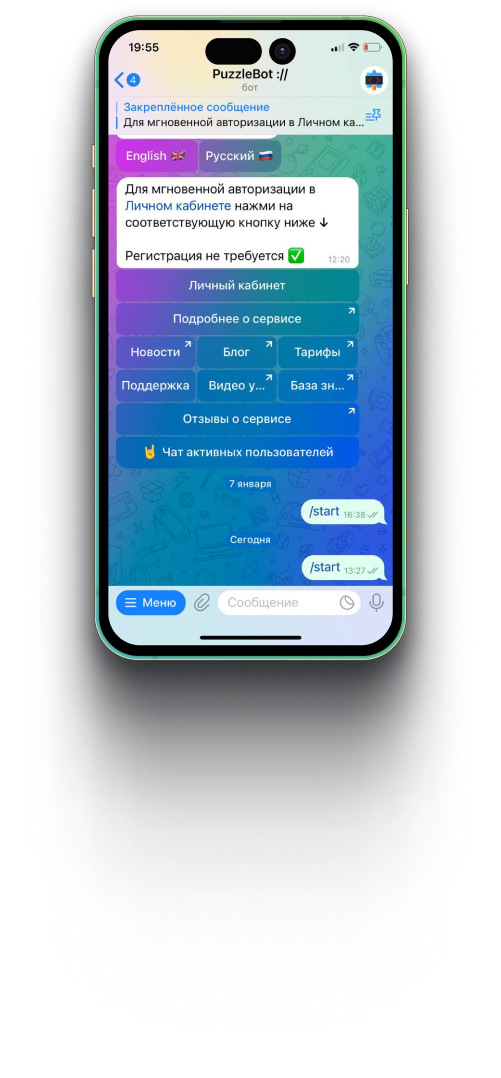 19:55
4
PuzzleBot ://
бот
Закреплённое сообщение
Для мгновенной авторизации в Личном ка...
English 🇬🇧 Русский 🇷🇺
Для мгновенной авторизации в
Личном кабинете нажми на
соответствующую кнопку ниже ↓
Регистрация не требуется ✅
12:20
Личный кабинет
Подробнее о сервисе
Новости Блог Тарифы
Поддержка Видео у... База зн...
Отзывы о сервисе
🤘 Чат активных пользователей
7 января
/start 16:38
Сегодня
/start 13:27
Меню Сообщение